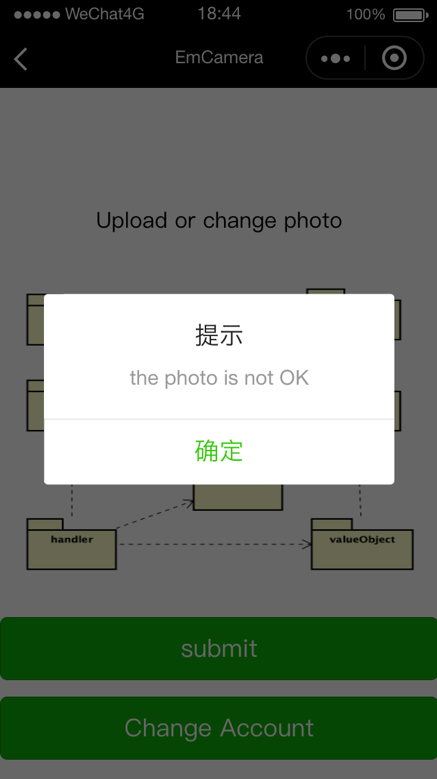 WeChat4G 18:44 100%
EmCamera
Upload or change photo
提示
the photo is not OK
确定
handler valueObject
submit
Change Account